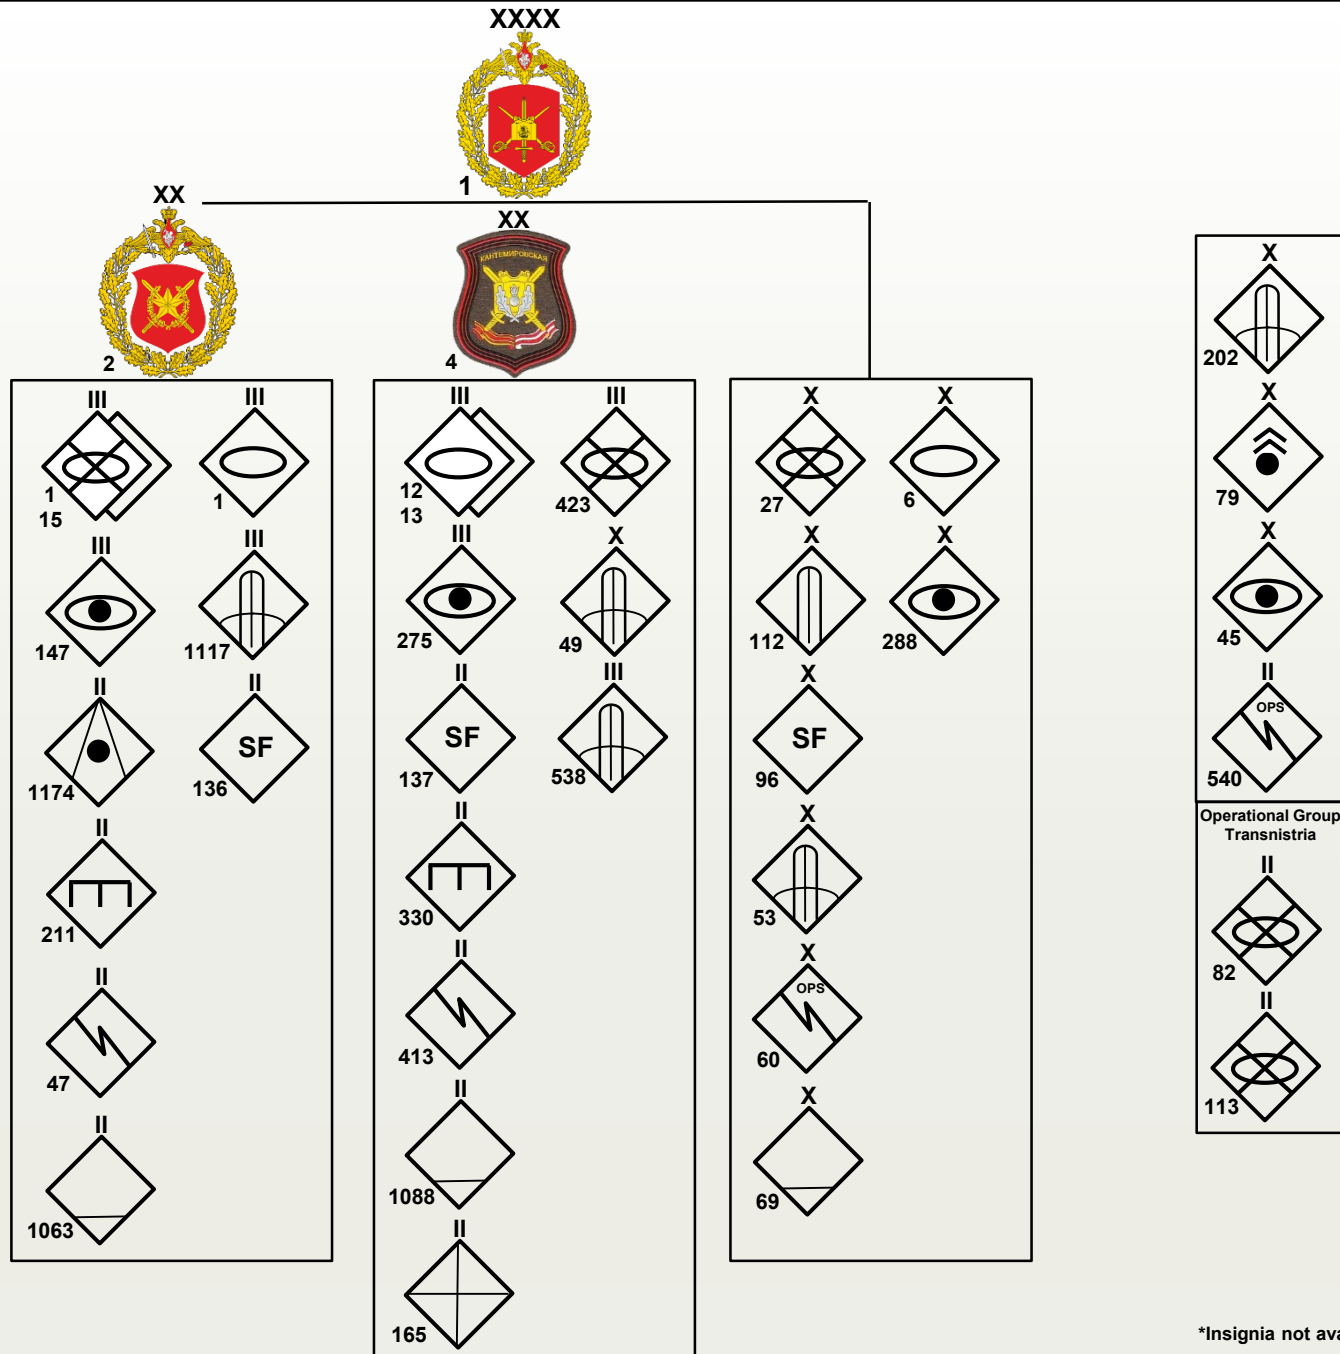 XXXX
1
XX
2
XX
КАНТЕМИРОВСКАЯ
4
III
1
15
III
1
III
147
III
1117
II
1174
II
SF
136
II
211
II
47
II
1063
III
12
13
III
423
III
275
X
49
II
SF
137
III
538
II
330
II
413
II
1088
II
165
X
27
X
6
X
112
X
288
X
SF
96
X
53
X
OPS
60
X
69
X
202
X
79
X
45
II
OPS
540
Operational Group
Transnistria
II
82
II
113
*Insignia not ava